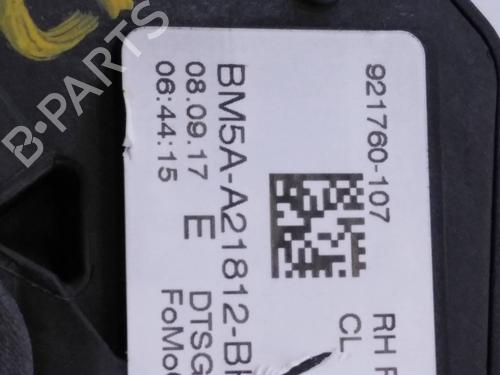 921760-107 RH
CL
BM5A-A21812-B
08.09.17 E DTSG
06:44:15 FoMo
B-PARTS